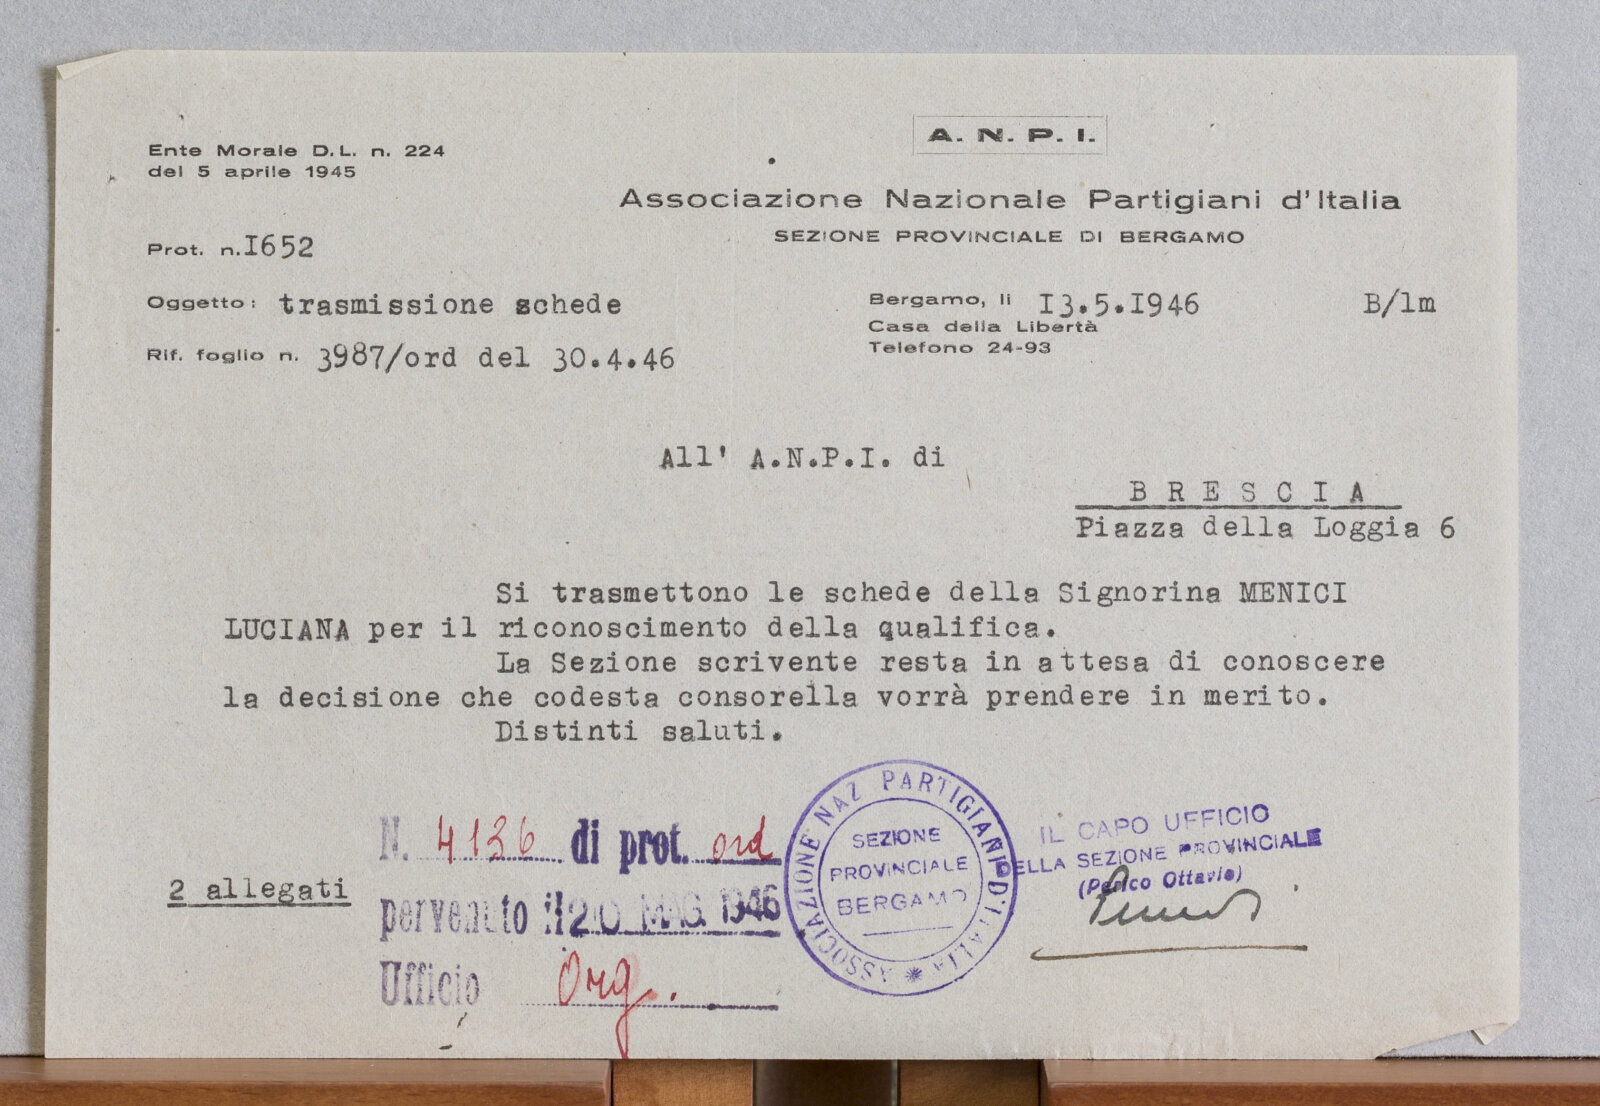 Ente Morale D.L. n. 224
del 5 aprile 1945
A. N. P. I.
Associazione Nazionale Partigiani d'Italia
SEZIONE PROVINCIALE DI BERGAMO
Prot. n. I652
Oggetto: trasmissione schede
Rif. foglio n. 3987/ord del 30.4.46
Bergamo, li I3.5.I946 B/lm
Casa della Libertà
Telefono 24-93
All' A.N.P.I. di
B R E S C I A
Piazza della Loggia 6
Si trasmettono le schede della Signorina MENICI
LUCIANA per il riconoscimento della qualifica.
La Sezione scrivente resta in attesa di conoscere
la decisione che codesta consorella vorrà prendere in merito.
Distinti saluti.
2 allegati
N. 4136 di prot. ord
pervenuto il 20 MAG. 1946
Ufficio Org.
ASSOCIAZIONE NAZ PARTIGIANI D'ITALIA
SEZIONE
PROVINCIALE
BERGAMO
IL CAPO UFFICIO
DELLA SEZIONE PROVINCIALE
(Perico Ottavio)